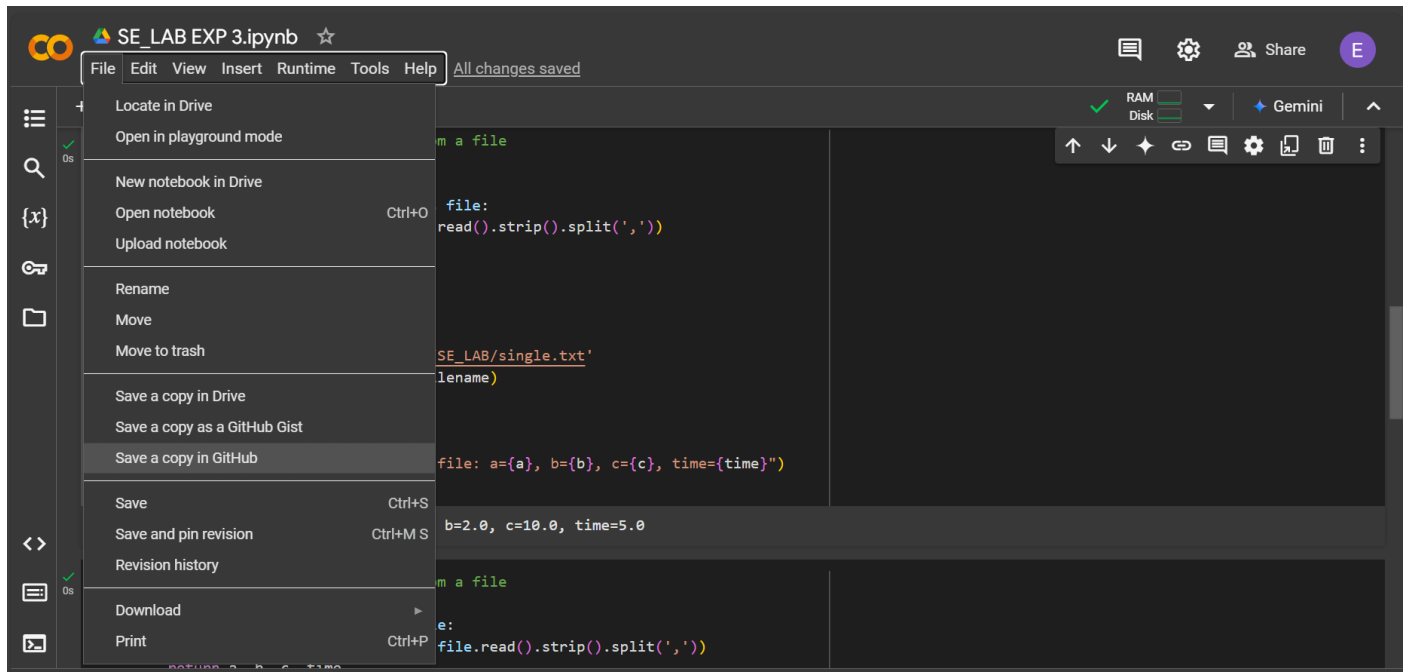 SE_LAB EXP 3.ipynb
File Edit View Insert Runtime Tools Help All changes saved
Share
E
Locate in Drive
Open in playground mode
New notebook in Drive
Open notebook Ctrl+O
Upload notebook
Rename
Move
Move to trash
Save a copy in Drive
Save a copy as a GitHub Gist
Save a copy in GitHub
Save Ctrl+S
Save and pin revision Ctrl+M S
Revision history
Download
Print Ctrl+P
RAM
Disk
Gemini
{x}
0s
m a file
file:
read().strip().split(','))
SE_LAB/single.txt'
lename)
file: a={a}, b={b}, c={c}, time={time}")
b=2.0, c=10.0, time=5.0
0s
m a file
e:
file.read().strip().split(','))
return a, b, c, time